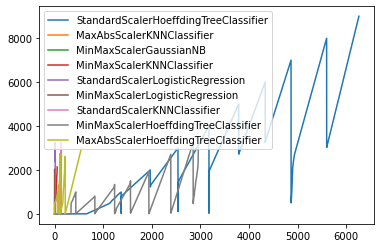 StandardScalerHoeffdingTreeClassifier
MaxAbsScalerKNNClassifier
MinMaxScalerGaussianNB
MinMaxScalerKNNClassifier
StandardScalerLogisticRegression
MinMaxScalerLogisticRegression
StandardScalerKNNClassifier
MinMaxScalerHoeffdingTreeClassifier
MaxAbsScalerHoeffdingTreeClassifier
8000
6000
4000
2000
0
0 1000 2000 3000 4000 5000 6000